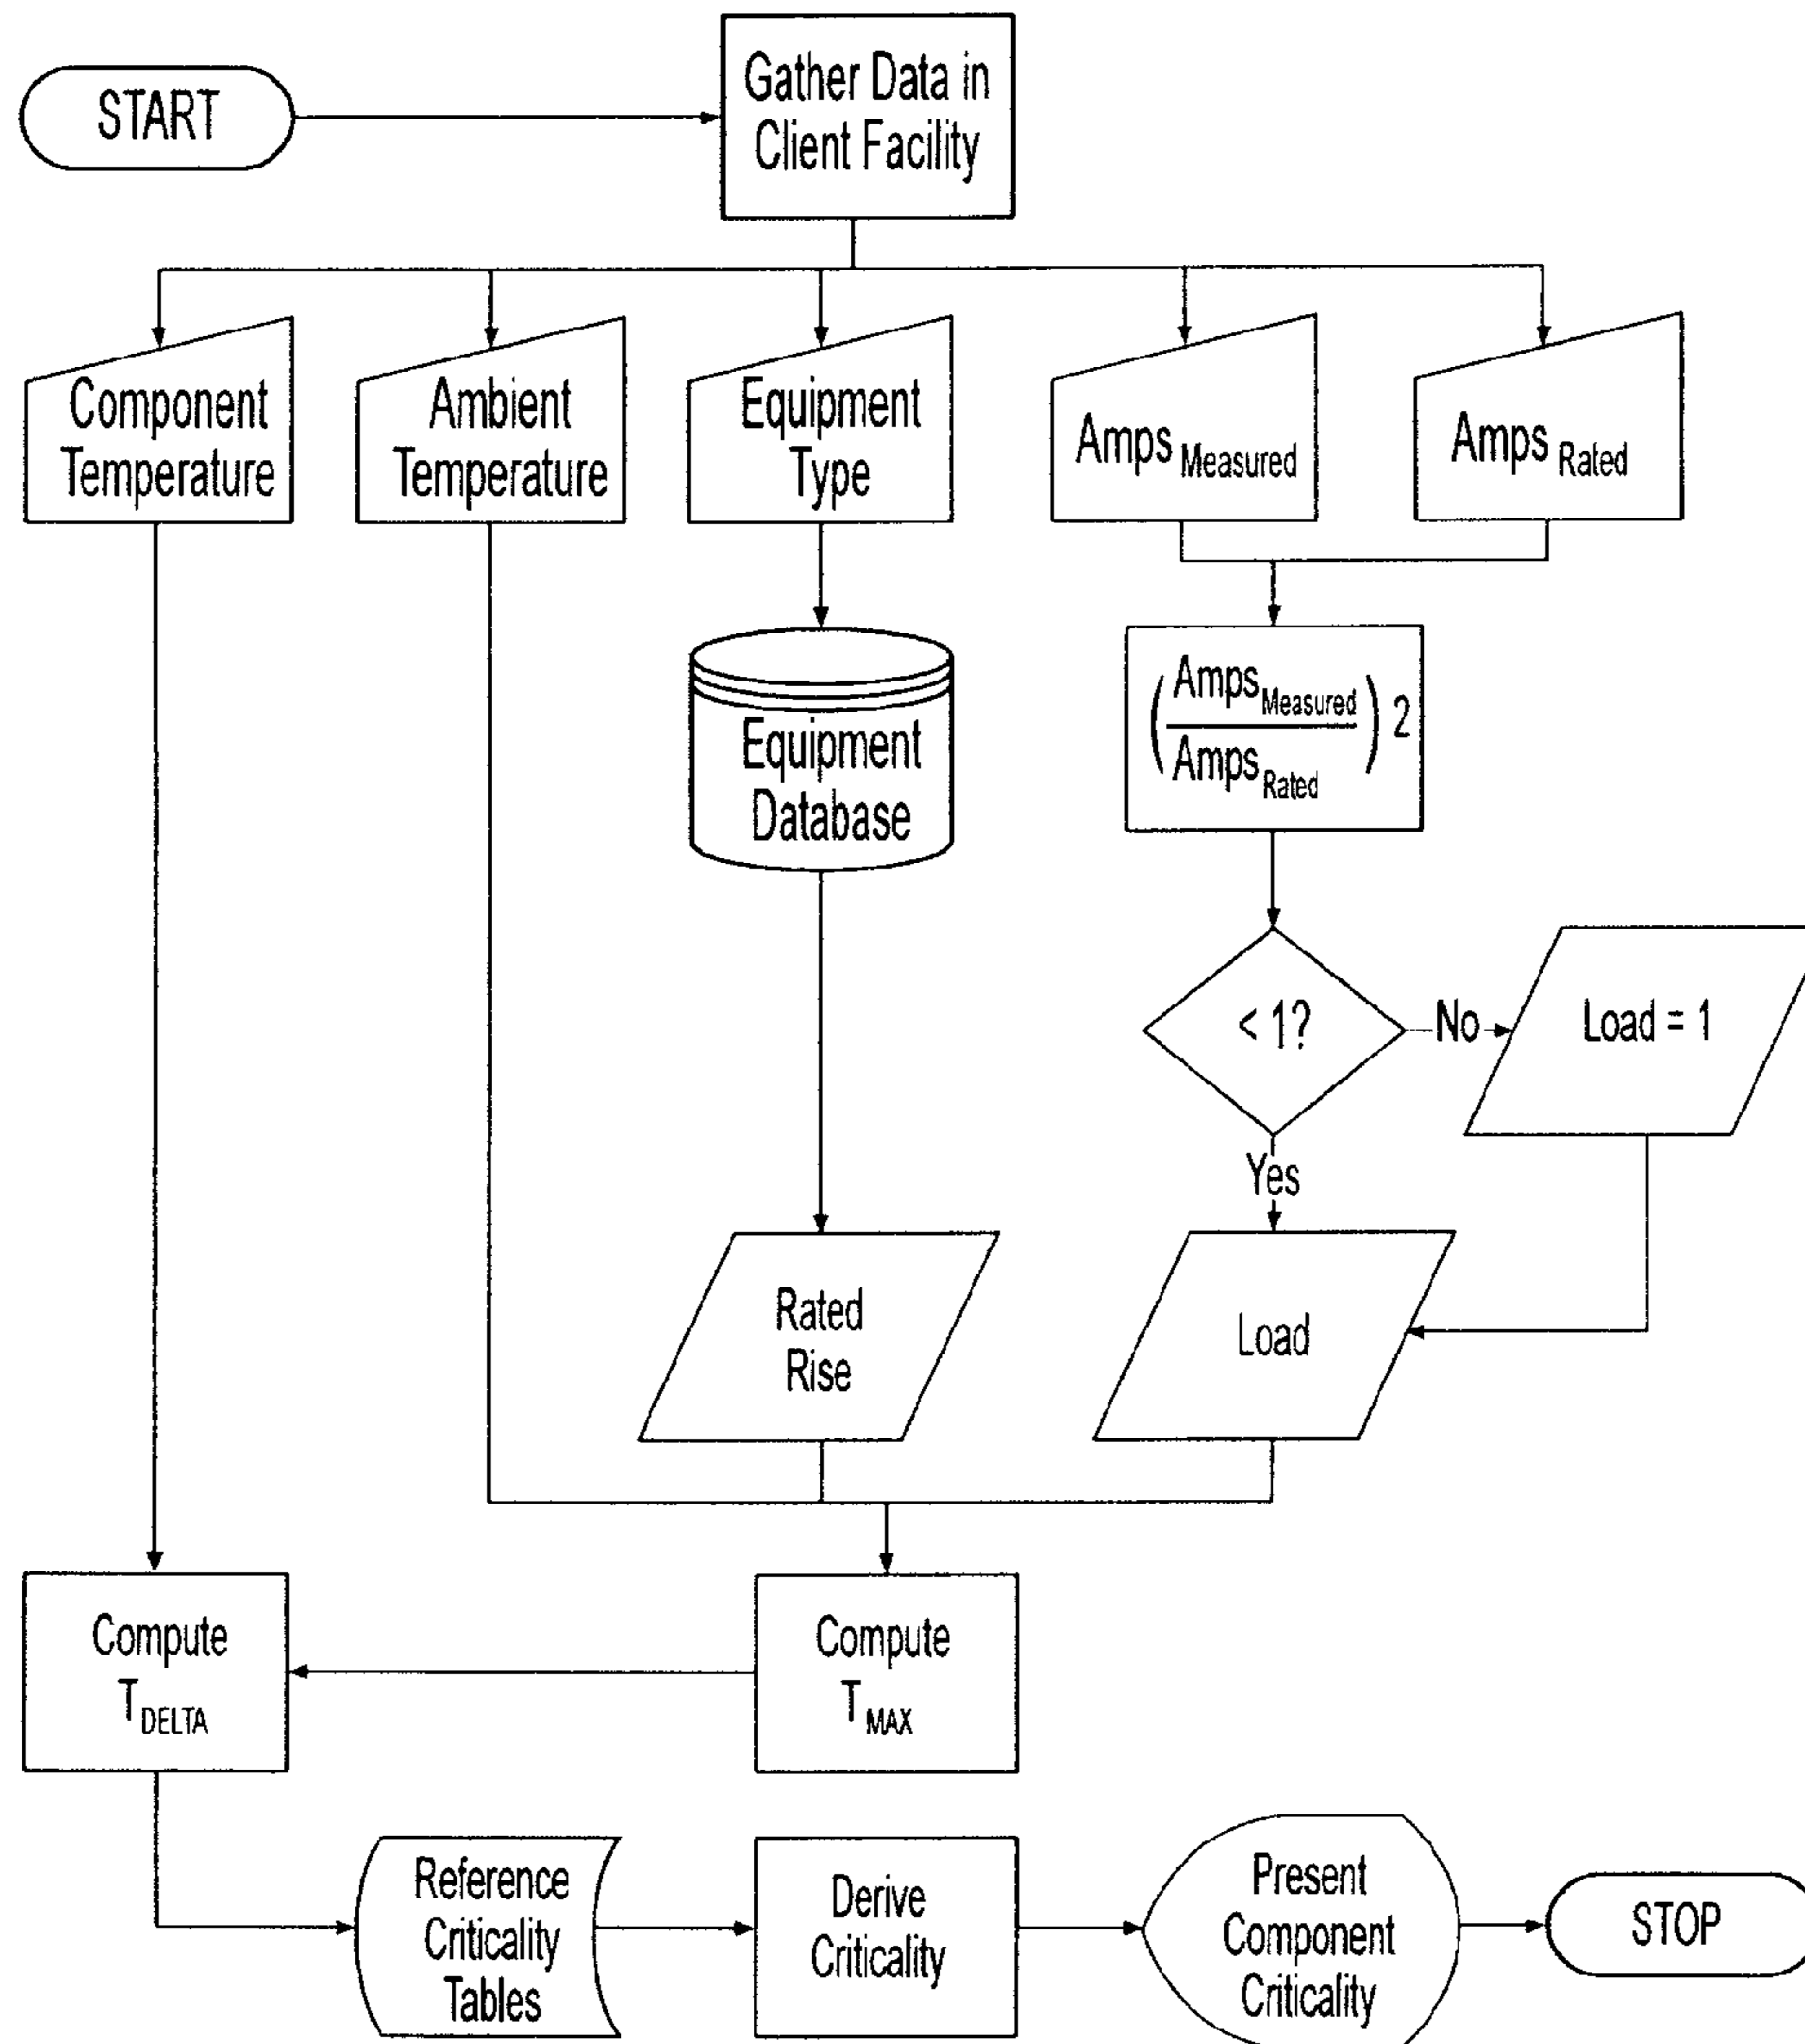 START
Gather Data in
Client Facility
Component
Temperature
Ambient
Temperature
Equipment
Type
Amps Measured
Amps Rated
Equipment
Database
( Amps Measured
Amps Rated ) 2
< 1?
No
Load = 1
Yes
Rated
Rise
Load
Compute
T DELTA
Compute
T MAX
Reference
Criticality
Tables
Derive
Criticality
Present
Component
Criticality
STOP